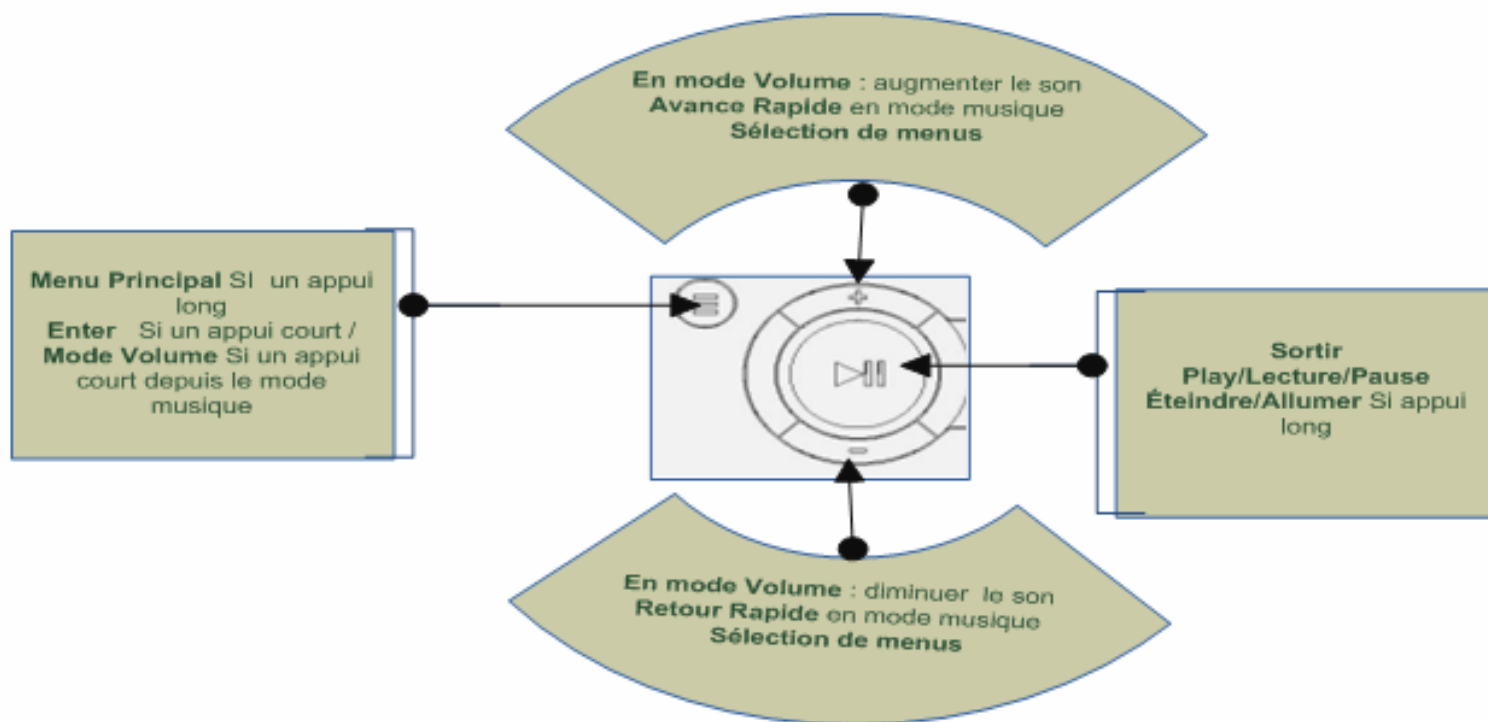 En mode Volume : augmenter le son
Avance Rapide en mode musique
Sélection de menus
Menu Principal SI un appui
long
Enter Si un appui court /
Mode Volume Si un appui
court depuis le mode
musique
+
-
Sortir
Play/Lecture/Pause
Éteindre/Allumer Si appui
long
En mode Volume : diminuer le son
Retour Rapide en mode musique
Sélection de menus